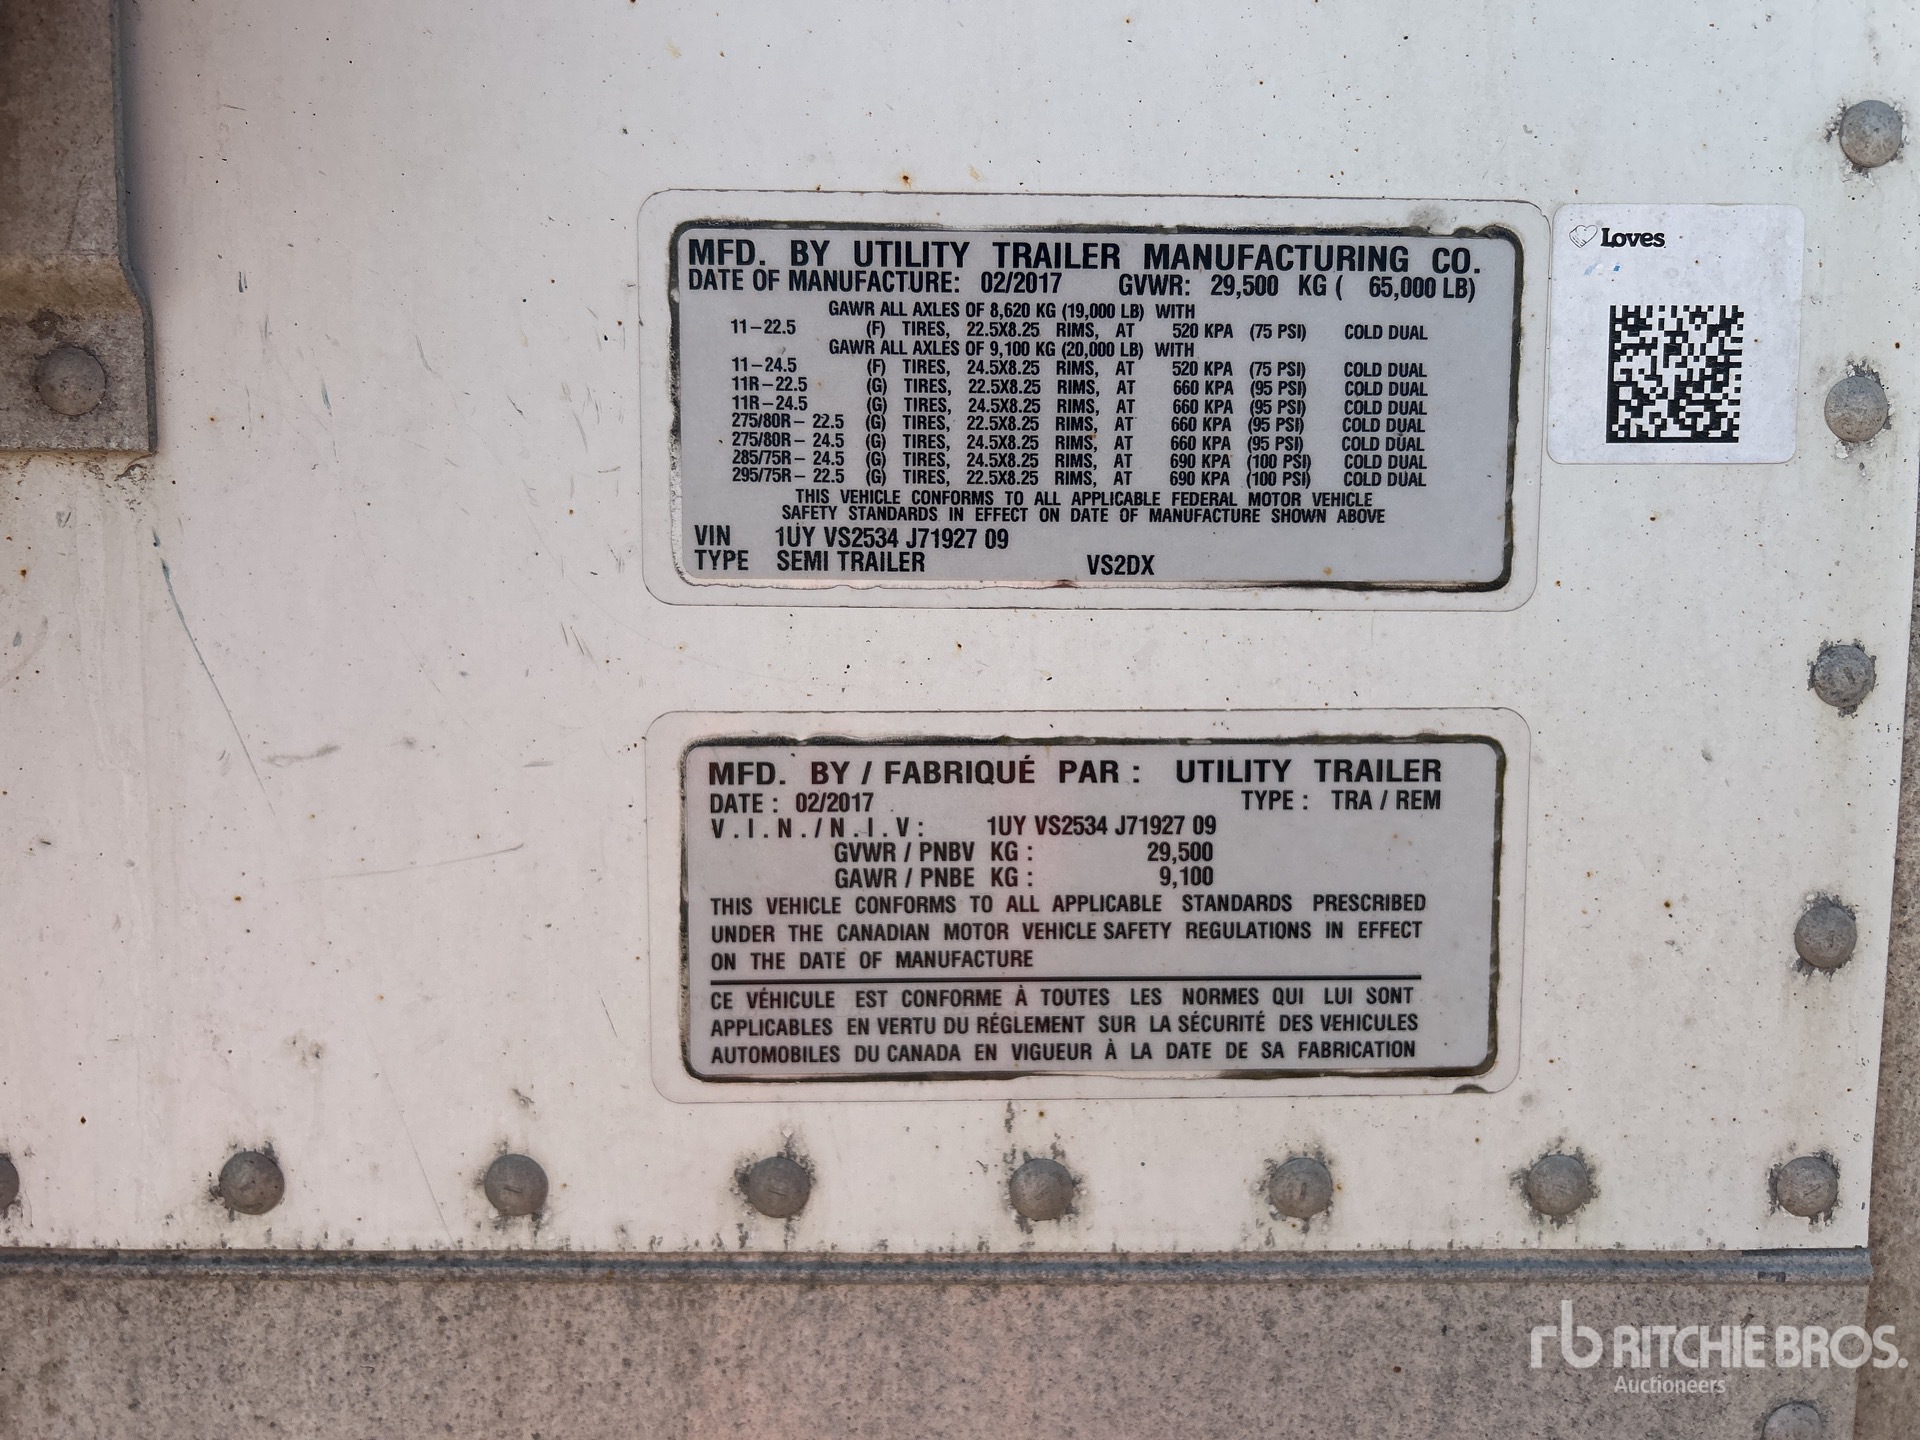 MFD. BY UTILITY TRAILER MANUFACTURING CO.
DATE OF MANUFACTURE: 02/2017 GVWR: 29,500 KG ( 65,000 LB)
GAWR ALL AXLES OF 8,620 KG (19,000 LB) WITH
11-22.5 (F) TIRES, 22.5X8.25 RIMS, AT 520 KPA (75 PSI) COLD DUAL
GAWR ALL AXLES OF 9,100 KG (20,000 LB) WITH
11-24.5 (F) TIRES, 24.5X8.25 RIMS, AT 520 KPA (75 PSI) COLD DUAL
11R-22.5 (G) TIRES, 22.5X8.25 RIMS, AT 660 KPA (95 PSI) COLD DUAL
11R-24.5 (G) TIRES, 24.5X8.25 RIMS, AT 660 KPA (95 PSI) COLD DUAL
275/80R-22.5 (G) TIRES, 22.5X8.25 RIMS, AT 660 KPA (95 PSI) COLD DUAL
275/80R-24.5 (G) TIRES, 24.5X8.25 RIMS, AT 660 KPA (95 PSI) COLD DUAL
285/75R-24.5 (G) TIRES, 24.5X8.25 RIMS, AT 690 KPA (100 PSI) COLD DUAL
295/75R-22.5 (G) TIRES, 22.5X8.25 RIMS, AT 690 KPA (100 PSI) COLD DUAL
THIS VEHICLE CONFORMS TO ALL APPLICABLE FEDERAL MOTOR VEHICLE
SAFETY STANDARDS IN EFFECT ON DATE OF MANUFACTURE SHOWN ABOVE
VIN 1UY VS2534 J71927 09
TYPE SEMI TRAILER VS2DX
Loves
MFD. BY / FABRIQUÉ PAR : UTILITY TRAILER
DATE : 02/2017 TYPE : TRA / REM
V.I.N./N.I.V: 1UY VS2534 J71927 09
GVWR / PNBV KG : 29,500
GAWR / PNBE KG : 9,100
THIS VEHICLE CONFORMS TO ALL APPLICABLE STANDARDS PRESCRIBED
UNDER THE CANADIAN MOTOR VEHICLE SAFETY REGULATIONS IN EFFECT
ON THE DATE OF MANUFACTURE
CE VÉHICULE EST CONFORME À TOUTES LES NORMES QUI LUI SONT
APPLICABLES EN VERTU DU RÉGLEMENT SUR LA SÉCURITÉ DES VEHICULES
AUTOMOBILES DU CANADA EN VIGUEUR À LA DATE DE SA FABRICATION
rb RITCHIE BROS.
Auctioneers